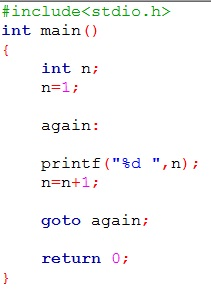 #include<stdio.h>
int main()
{
    int n;
    n=1;

    again:

    printf("%d ",n);
    n=n+1;

    goto again;

    return 0;
}